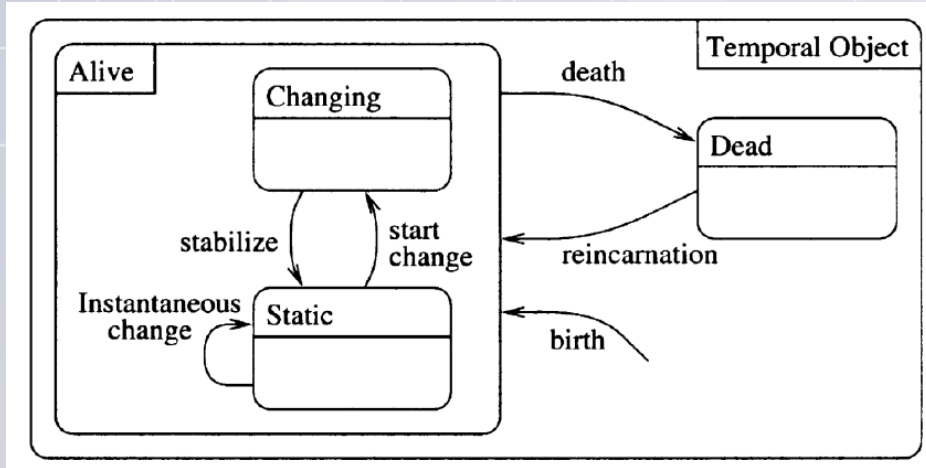 Temporal Object
Alive
death
Changing
Dead
stabilize
start
change
reincarnation
Instantaneous
change
Static
birth